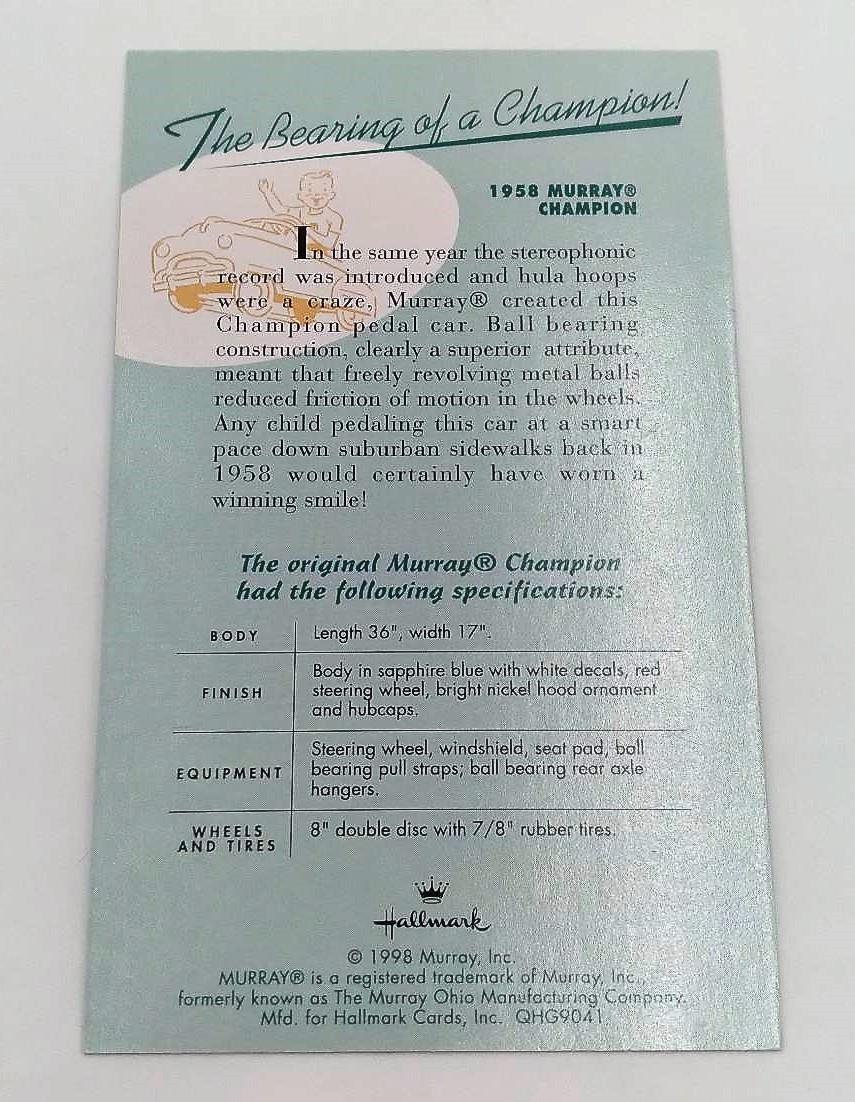 The Bearing of a Champion!
1958 MURRAY®
CHAMPION
In the same year the stereophonic
record was introduced and hula hoops
were a craze, Murray® created this
Champion pedal car. Ball bearing
construction, clearly a superior attribute,
meant that freely revolving metal balls
reduced friction of motion in the wheels.
Any child pedaling this car at a smart
pace down suburban sidewalks back in
1958 would certainly have worn a
winning smile!
The original Murray® Champion
had the following specifications:
BODY
Length 36", width 17".
FINISH
Body in sapphire blue with white decals, red
steering wheel, bright nickel hood ornament
and hubcaps.
EQUIPMENT
Steering wheel, windshield, seat pad, ball
bearing pull straps; ball bearing rear axle
hangers.
WHEELS
AND TIRES
8" double disc with 7/8" rubber tires.
Hallmark
© 1998 Murray, Inc.
MURRAY® is a registered trademark of Murray, Inc.,
formerly known as The Murray Ohio Manufacturing Company.
Mfd. for Hallmark Cards, Inc. QHG9041